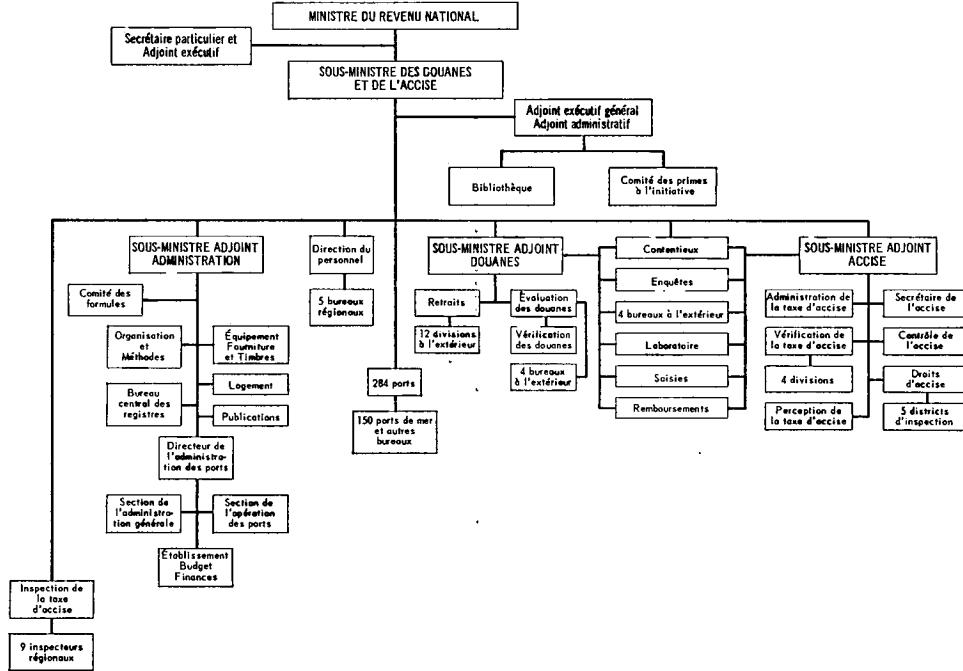 MINISTRE DU REVENU NATIONAL
Secrétaire particulier et
Adjoint exécutif
SOUS-MINISTRE DES DOUANES
ET DE L'ACCISE
Adjoint exécutif général
Adjoint administratif
Bibliothèque
Comité des primes
à l'initiative
SOUS-MINISTRE ADJOINT
ADMINISTRATION
Comité des
formules
Organisation
et
Méthodes
Équipement
Fourniture
et Timbres
Bureau
central des
registres
Logement
Publications
Directeur de
l'administra-
tion des ports
Section de
l'administra-
tion générale
Section de
l'opération
des ports
Établissement
Budget
Finances
Inspection de
la taxe
d'accise
9 inspecteurs
régionaux
Direction du
personnel
5 bureaux
régionaux
284 ports
150 ports de mer
et autres
bureaux
SOUS-MINISTRE ADJOINT
DOUANES
Retraits
12 divisions
à l'extérieur
Évaluation
des douanes
Vérification
des douanes
4 bureaux
à l'extérieur
Contentieux
Enquêtes
4 bureaux à l'extérieur
Laboratoire
Saisies
Remboursements
SOUS-MINISTRE ADJOINT
ACCISE
Administration de
la taxe d'accise
Secrétaire de
l'accise
Vérification de
la taxe d'accise
Contrôle de
l'accise
4 divisions
Droits
d'accise
Perception de
la taxe d'accise
5 districts
d'inspection